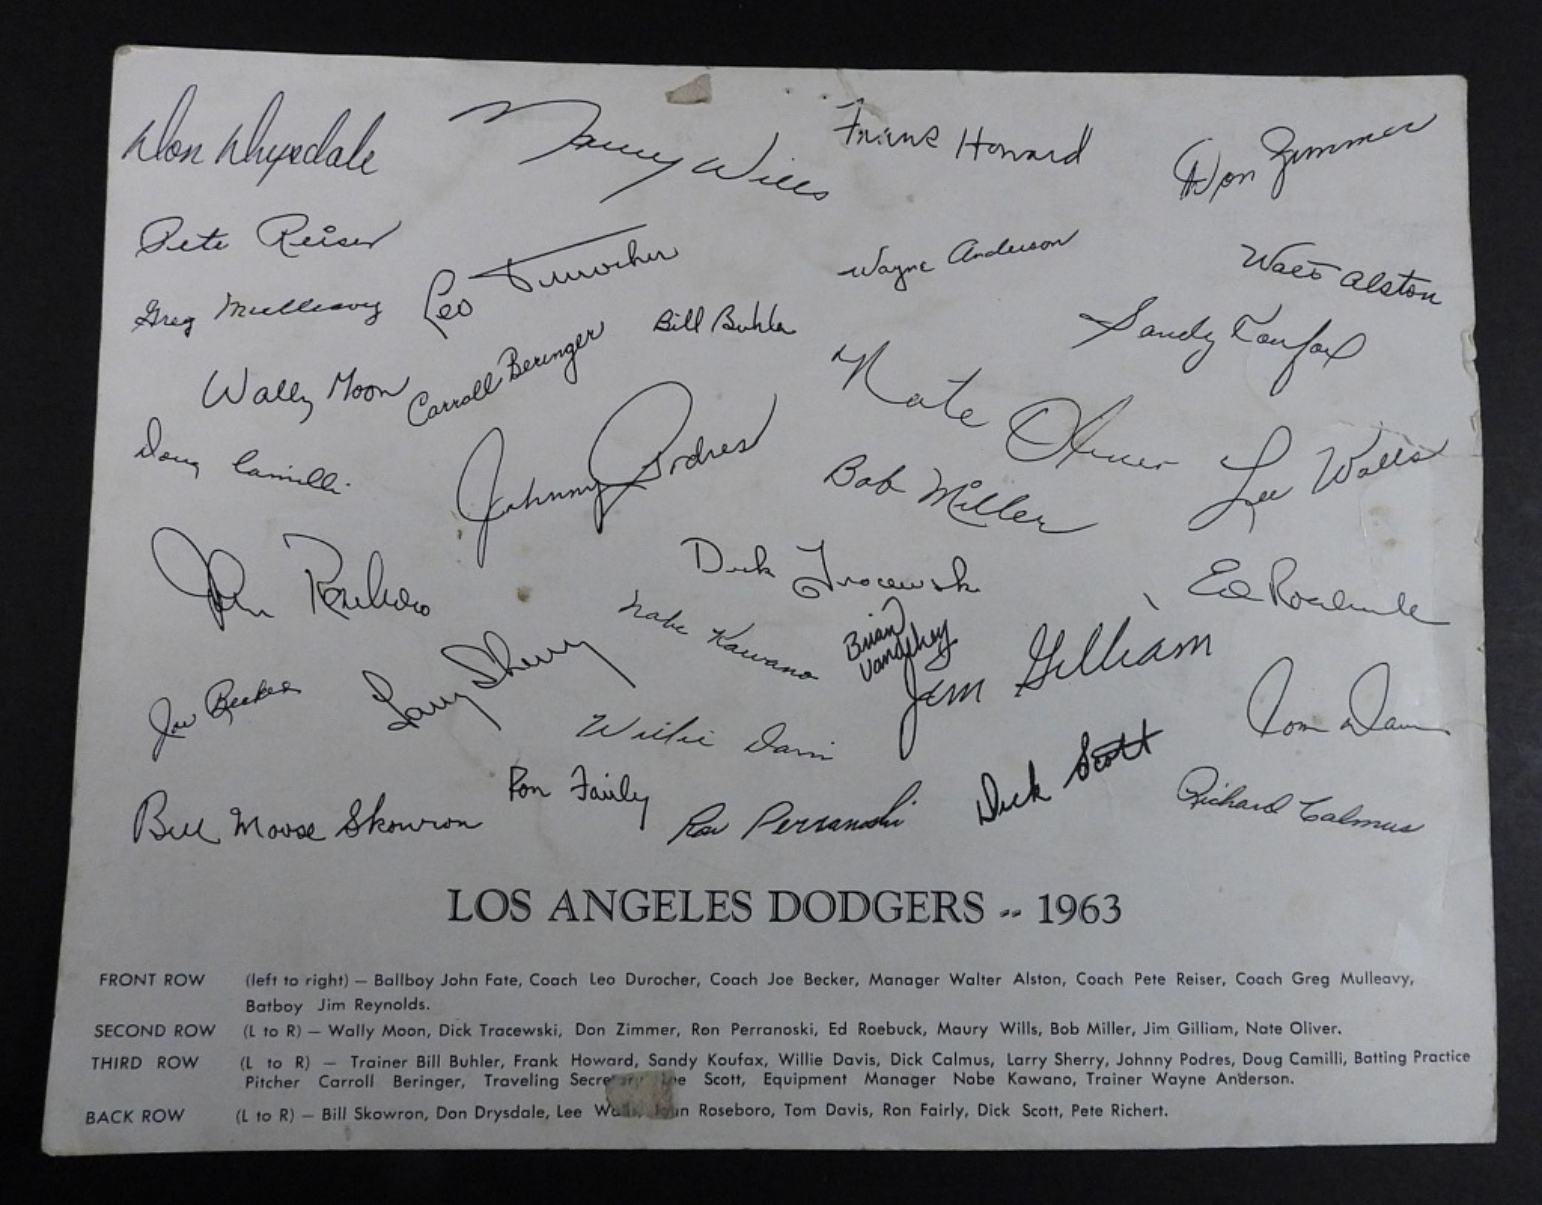 Don Drysdale
Maury Wills
Frank Howard
Don Zimmer
Pete Reiser
Leo Durocher
Wayne Anderson
Walt Alston
Greg Mulleavy
Bill Buhler
Sandy Koufax
Wally Moon
Carroll Beringer
Nate Oliver
Doug Camilli
Johnny Podres
Bob Miller
Lee Walls
John Roseboro
Dick Tracewski
Ed Roebuck
Nobe Kawano
Brian
Jim Gilliam
Joe Becker
Larry Sherry
Willie Davis
Tom Davis
Ron Fairly
Dick Scott
Bill Moose Skowron
Ron Perranoski
Richard Calmus
LOS ANGELES DODGERS -- 1963
FRONT ROW (left to right) — Ballboy John Fate, Coach Leo Durocher, Coach Joe Becker, Manager Walter Alston, Coach Pete Reiser, Coach Greg Mulleavy,
Batboy Jim Reynolds.
SECOND ROW (L to R) — Wally Moon, Dick Tracewski, Don Zimmer, Ron Perranoski, Ed Roebuck, Maury Wills, Bob Miller, Jim Gilliam, Nate Oliver.
THIRD ROW (L to R) — Trainer Bill Buhler, Frank Howard, Sandy Koufax, Willie Davis, Dick Calmus, Larry Sherry, Johnny Podres, Doug Camilli, Batting Practice
Pitcher Carroll Beringer, Traveling Secretary Lee Scott, Equipment Manager Nobe Kawano, Trainer Wayne Anderson.
BACK ROW (L to R) — Bill Skowron, Don Drysdale, Lee Walls, John Roseboro, Tom Davis, Ron Fairly, Dick Scott, Pete Richert.